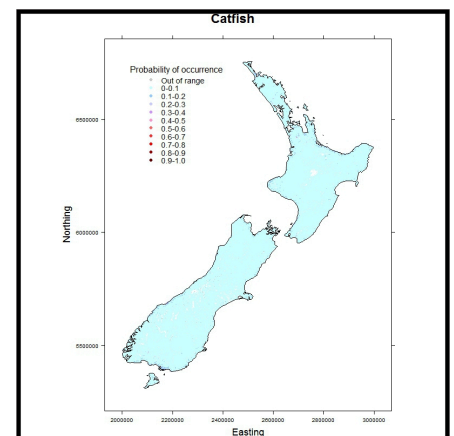 Catfish
Probability of occurrence
Out of range
0-0.1
0.1-0.2
0.2-0.3
0.3-0.4
0.4-0.5
0.5-0.6
0.6-0.7
0.7-0.8
0.8-0.9
0.9-1.0
Northing
6500000
6000000
5500000
2000000 2200000 2400000 2600000 2800000 3000000
Easting